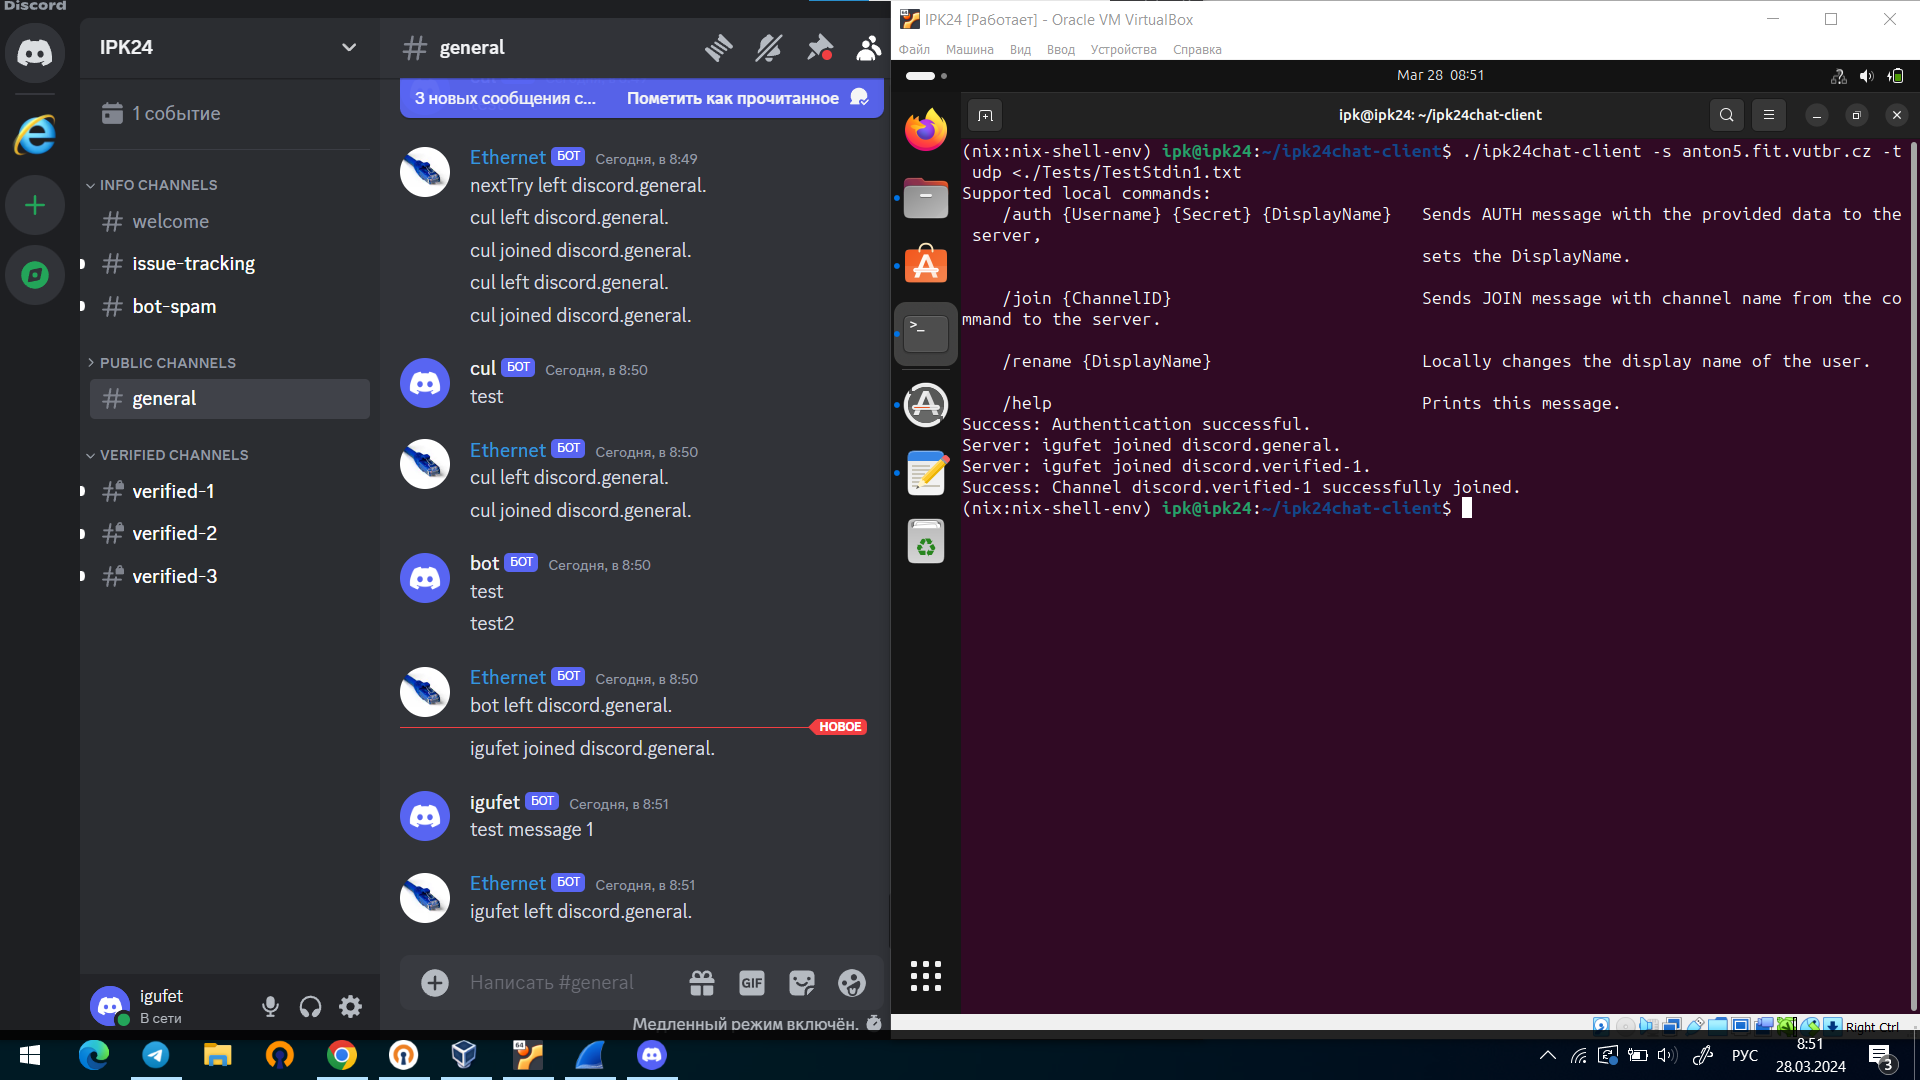 Discord
IPK24
1 событие
INFO CHANNELS
welcome
issue-tracking
bot-spam
PUBLIC CHANNELS
general
VERIFIED CHANNELS
verified-1
verified-2
verified-3
igufet
В сети
general
3 новых сообщения с...
Пометить как прочитанное
Ethernet БОТ Сегодня, в 8:49
nextTry left discord.general.
cul left discord.general.
cul joined discord.general.
cul left discord.general.
cul joined discord.general.
cul БОТ Сегодня, в 8:50
test
Ethernet БОТ Сегодня, в 8:50
cul left discord.general.
cul joined discord.general.
bot БОТ Сегодня, в 8:50
test
test2
Ethernet БОТ Сегодня, в 8:50
bot left discord.general.
НОВОЕ
igufet joined discord.general.
igufet БОТ Сегодня, в 8:51
test message 1
Ethernet БОТ Сегодня, в 8:51
igufet left discord.general.
Написать #general
GIF
Медленный режим включён.
IPK24 [Работает] - Oracle VM VirtualBox
Файл Машина Вид Ввод Устройства Справка
Mar 28 08:51
ipk@ipk24: ~/ipk24chat-client
(nix:nix-shell-env) ipk@ipk24:~/ipk24chat-client$ ./ipk24chat-client -s anton5.fit.vutbr.cz -t
udp <./Tests/TestStdin1.txt
Supported local commands:
/auth {Username} {Secret} {DisplayName} Sends AUTH message with the provided data to the
server,
sets the DisplayName.
/join {ChannelID} Sends JOIN message with channel name from the co
mmand to the server.
/rename {DisplayName} Locally changes the display name of the user.
/help Prints this message.
Success: Authentication successful.
Server: igufet joined discord.general.
Server: igufet joined discord.verified-1.
Success: Channel discord.verified-1 successfully joined.
(nix:nix-shell-env) ipk@ipk24:~/ipk24chat-client$
Right Ctrl
64
РУС
8:51
28.03.2024
3